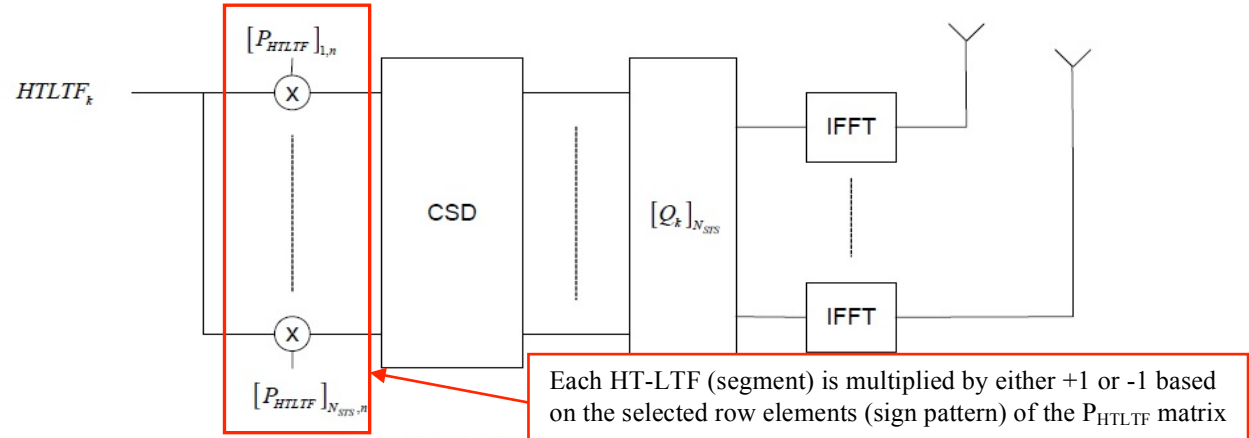 [P_HTLTF]_1,n
HTLTF_k
X
CSD
[Q_k]_N_STS
IFFT
X
IFFT
[P_HTLTF]_N_STS,n
Each HT-LTF (segment) is multiplied by either +1 or -1 based
on the selected row elements (sign pattern) of the P_HTLTF matrix